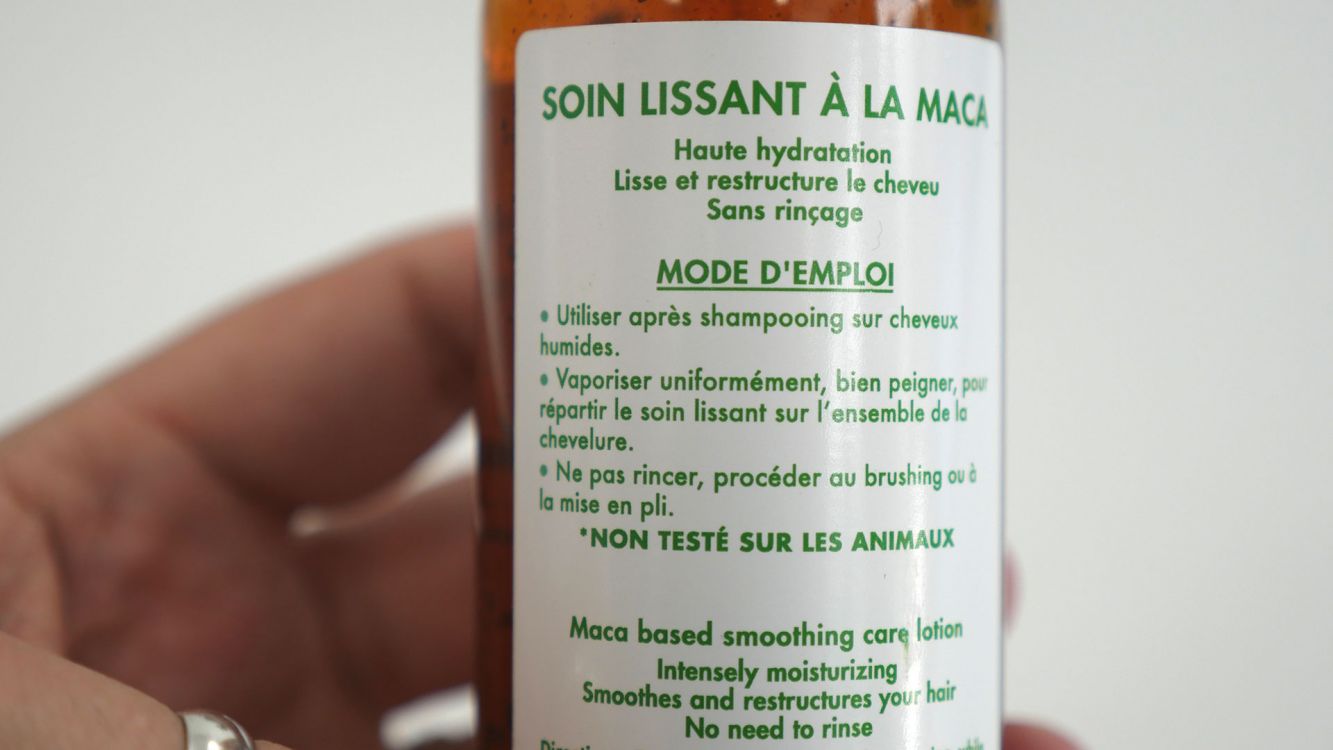 SOIN LISSANT À LA MACA
Haute hydratation
Lisse et restructure le cheveu
Sans rinçage
MODE D'EMPLOI
• Utiliser après shampooing sur cheveux
humides.
• Vaporiser uniformément, bien peigner, pour
répartir le soin lissant sur l'ensemble de la
chevelure.
• Ne pas rincer, procéder au brushing ou à
la mise en pli.
*NON TESTÉ SUR LES ANIMAUX
Maca based smoothing care lotion
Intensely moisturizing
Smoothes and restructures your hair
No need to rinse